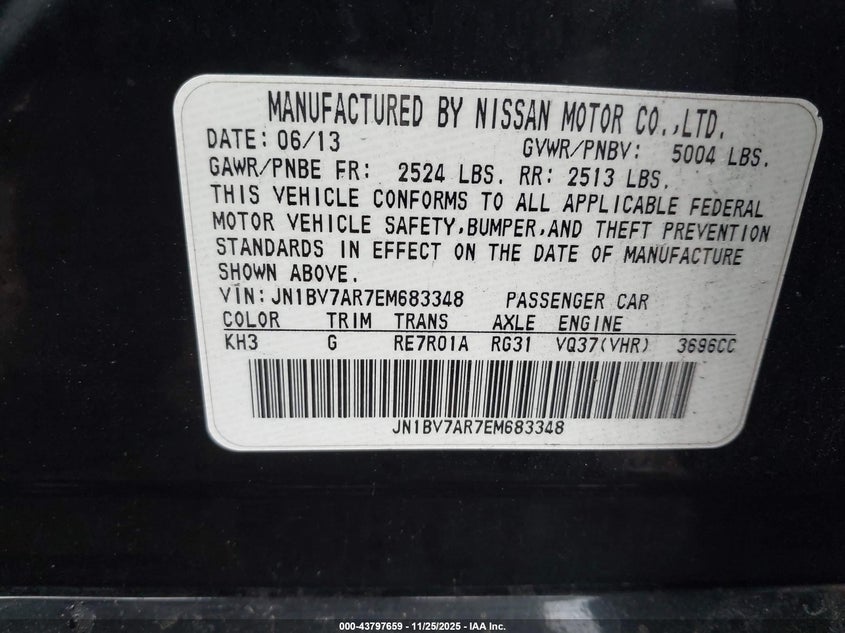 MANUFACTURED BY NISSAN MOTOR CO.,LTD.
DATE: 06/13 GVWR/PNBV: 5004 LBS.
GAWR/PNBE FR: 2524 LBS. RR: 2513 LBS.
THIS VEHICLE CONFORMS TO ALL APPLICABLE FEDERAL
MOTOR VEHICLE SAFETY,BUMPER,AND THEFT PREVENTION
STANDARDS IN EFFECT ON THE DATE OF MANUFACTURE
SHOWN ABOVE.
VIN:JN1BV7AR7EM683348 PASSENGER CAR
COLOR TRIM TRANS AXLE ENGINE
KH3 G RE7R01A RG31 VQ37(VHR) 3696CC
JN1BV7AR7EM683348
000-43797659 - 11/25/2025 - IAA Inc.